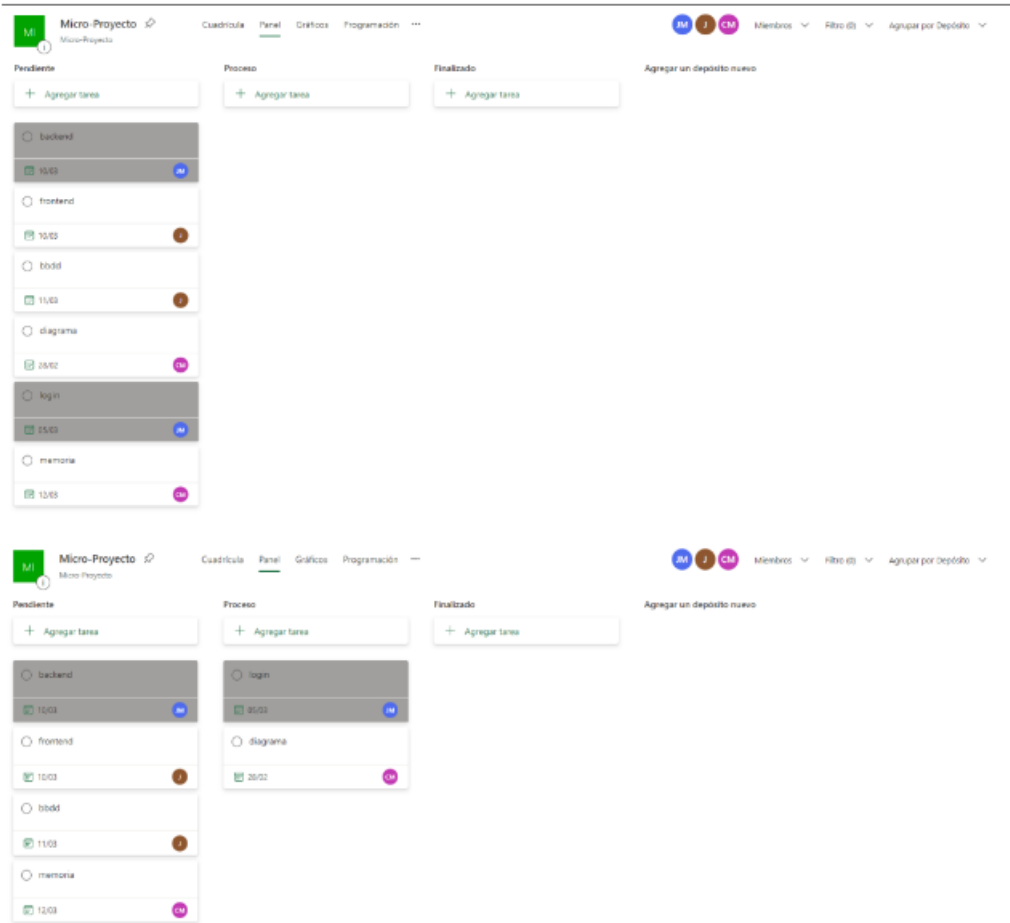 MI Micro-Proyecto Cuadrícula Panel Gráficos Programación ··· JM J CM Miembros Filtro (0) Agrupar por Depósito
Micro-Proyecto
Pendiente Proceso Finalizado Agregar un depósito nuevo
+ Agregar tarea + Agregar tarea + Agregar tarea
backend
10/03 JM
frontend
10/03 J
bbdd
11/03 J
diagrama
28/02 CM
login
05/03 JM
memoria
12/03 CM
MI Micro-Proyecto Cuadrícula Panel Gráficos Programación ··· JM J CM Miembros Filtro (0) Agrupar por Depósito
Micro-Proyecto
Pendiente Proceso Finalizado Agregar un depósito nuevo
+ Agregar tarea + Agregar tarea + Agregar tarea
backend login
10/03 JM 05/03 JM
frontend diagrama
10/03 J 28/02 CM
bbdd
11/03 J
memoria
12/03 CM